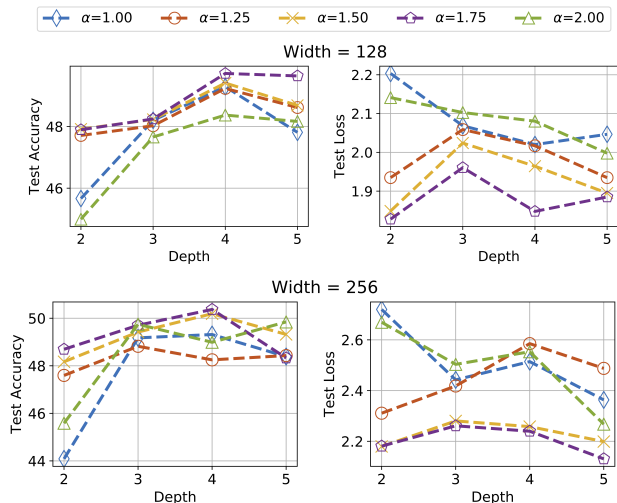 α=1.00 α=1.25 α=1.50 α=1.75 α=2.00
Width = 128
Test Accuracy
48
46
2 3 4 5
Depth
Test Loss
2.2
2.1
2.0
1.9
2 3 4 5
Depth
Width = 256
Test Accuracy
50
48
46
44
2 3 4 5
Depth
Test Loss
2.6
2.4
2.2
2 3 4 5
Depth